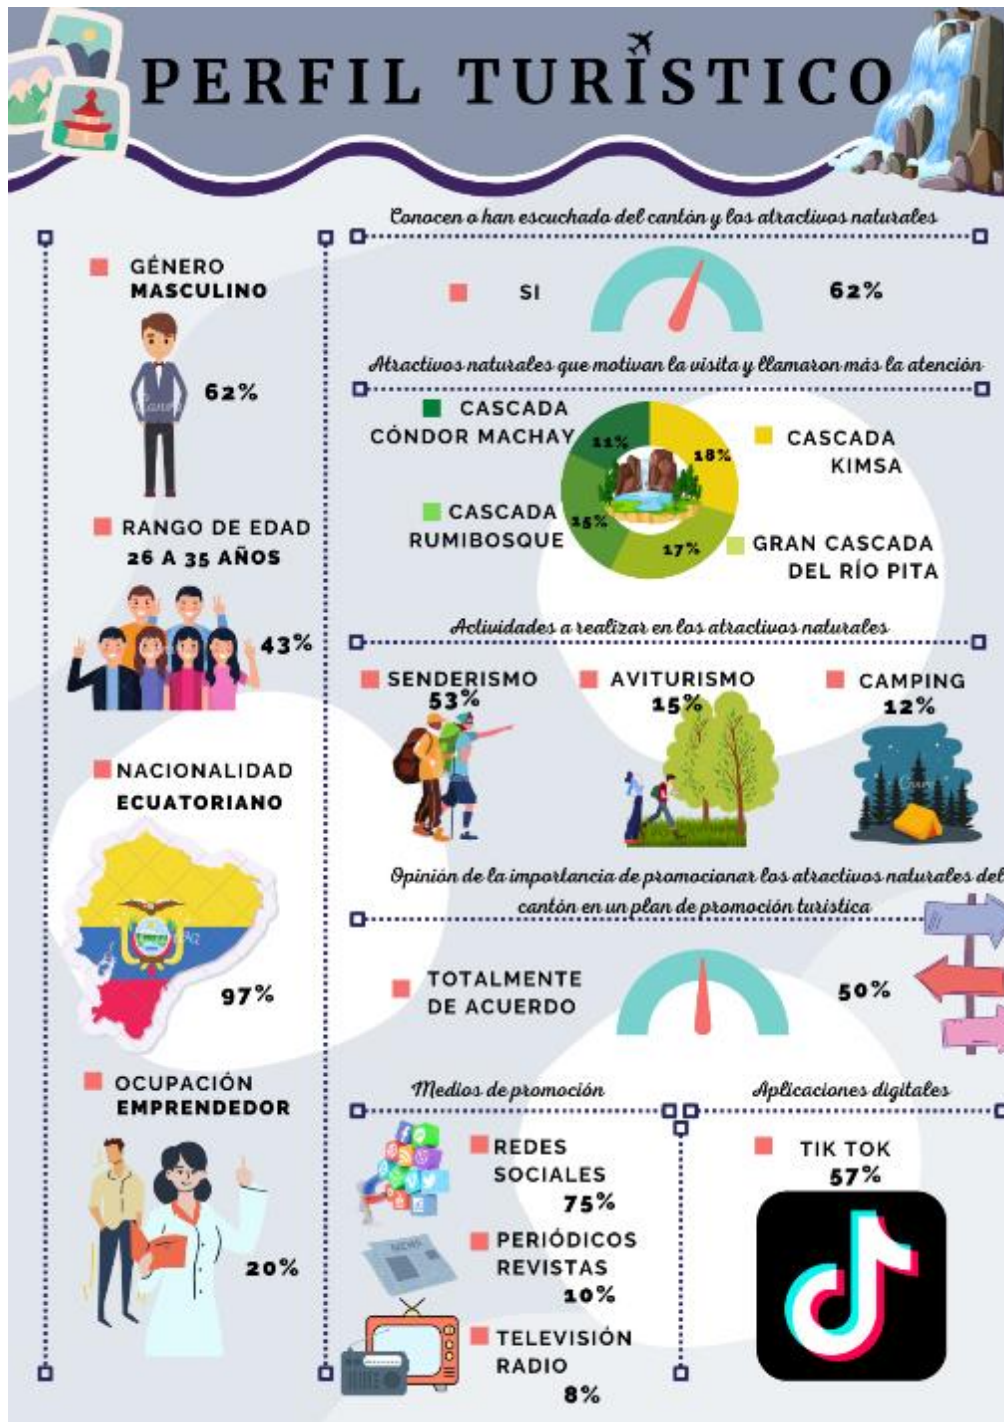 PERFIL TURÍSTICO
GÉNERO
MASCULINO
62%
RANGO DE EDAD
26 A 35 AÑOS
43%
NACIONALIDAD
ECUATORIANO
97%
OCUPACIÓN
EMPRENDEDOR
20%
Conocen o han escuchado del cantón y los atractivos naturales
SI
62%
Atractivos naturales que motivan la visita y llamaron más la atención
CASCADA
CÓNDOR MACHAY
11%
18%
CASCADA
KIMSA
CASCADA
RUMIBOSQUE
15%
17%
GRAN CASCADA
DEL RÍO PITA
Actividades a realizar en los atractivos naturales
SENDERISMO
53%
AVITURISMO
15%
CAMPING
12%
Opinión de la importancia de promocionar los atractivos naturales del
cantón en un plan de promoción turistica
TOTALMENTE
DE ACUERDO
50%
Medios de promoción
REDES
SOCIALES
75%
NEWS
PERIÓDICOS
REVISTAS
10%
TELEVISIÓN
RADIO
8%
Aplicaciones digitales
TIK TOK
57%